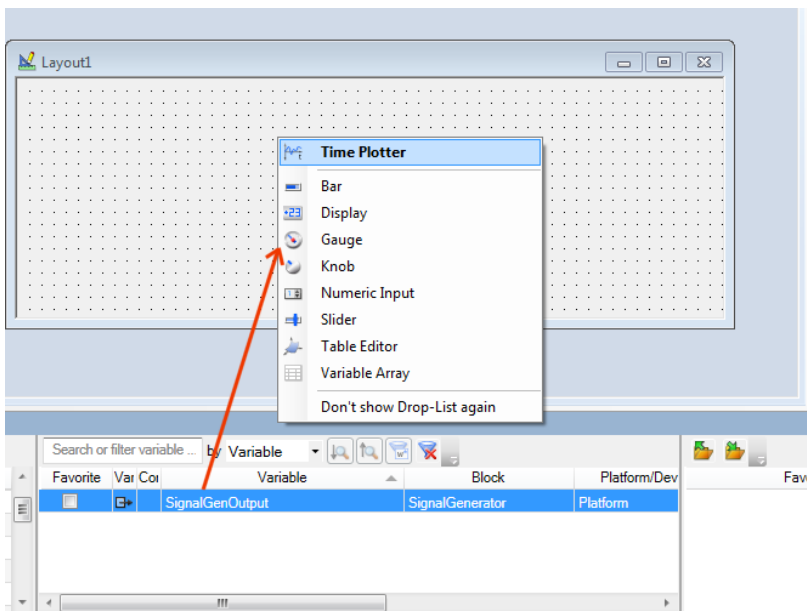 Layout1
Time Plotter
Bar
Display
Gauge
Knob
Numeric Input
Slider
Table Editor
Variable Array
Don't show Drop-List again
Search or filter variable ... by Variable
Favorite Var Cor Variable Block Platform/Dev Fav
SignalGenOutput SignalGenerator Platform